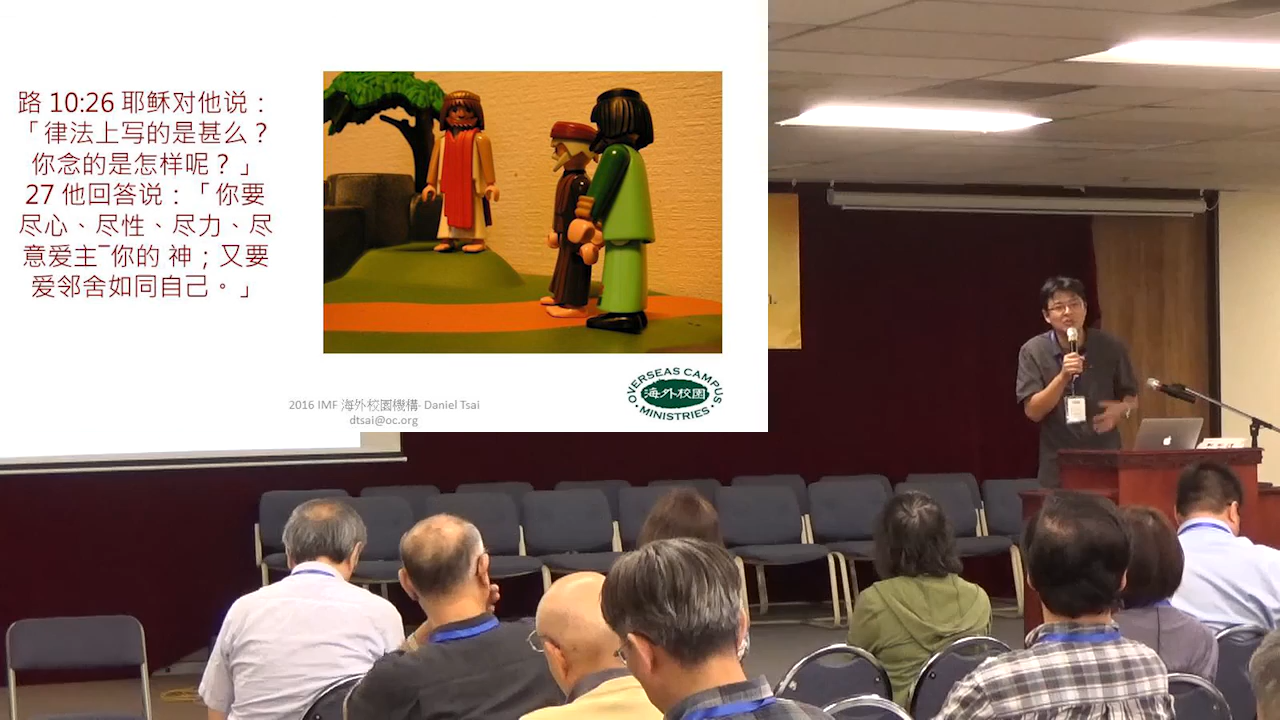 路 10:26 耶稣对他说：
「律法上写的是甚么？
你念的是怎样呢？」
27 他回答说：「你要
尽心、尽性、尽力、尽
意爱主¯你的 神；又要
爱邻舍如同自己。」
2016 IMF 海外校園機構- Daniel Tsai
dtsai@oc.org
OVERSEAS CAMPUS
海外校園
MINISTRIES